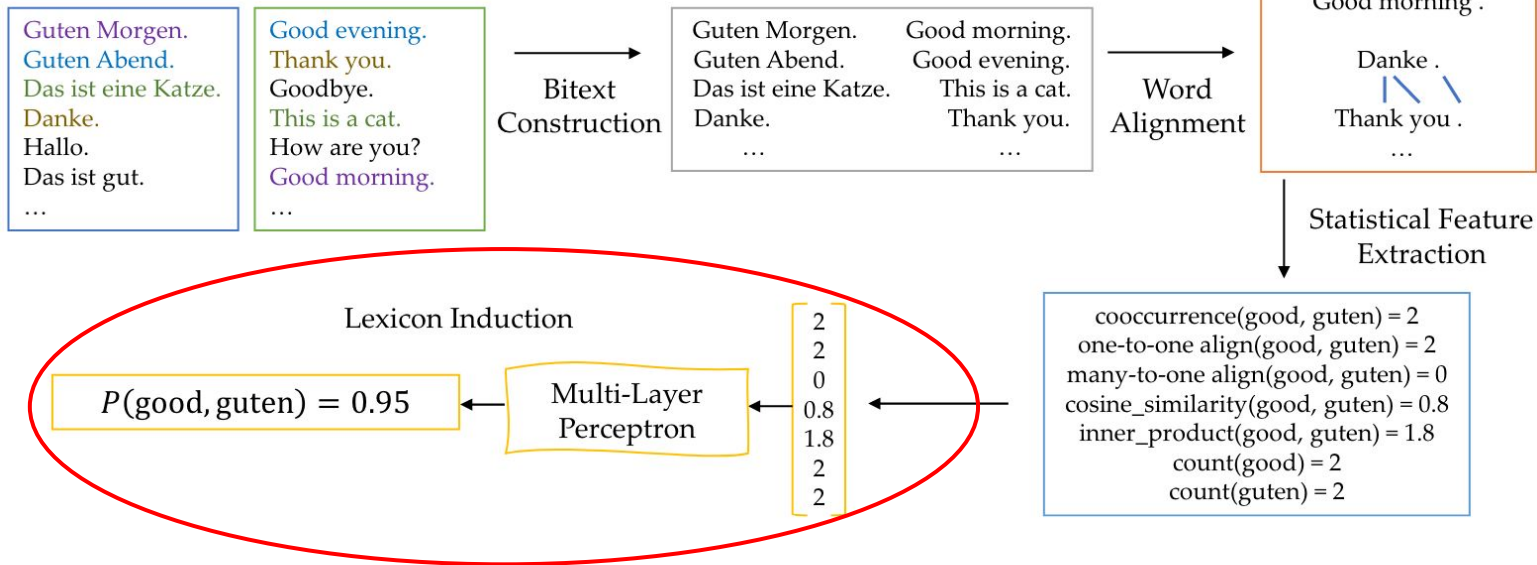 Guten Morgen.
Guten Abend.
Das ist eine Katze.
Danke.
Hallo.
Das ist gut.
…
Good evening.
Thank you.
Goodbye.
This is a cat.
How are you?
Good morning.
…
Bitext
Construction
Guten Morgen. Good morning.
Guten Abend. Good evening.
Das ist eine Katze. This is a cat.
Danke. Thank you.
… …
Word
Alignment
Good morning .
Danke .
Thank you .
…
Statistical Feature
Extraction
cooccurrence(good, guten) = 2
one-to-one align(good, guten) = 2
many-to-one align(good, guten) = 0
cosine_similarity(good, guten) = 0.8
inner_product(good, guten) = 1.8
count(good) = 2
count(guten) = 2
Lexicon Induction
2
2
0
0.8
1.8
2
2
Multi-Layer
Perceptron
P(good, guten) = 0.95